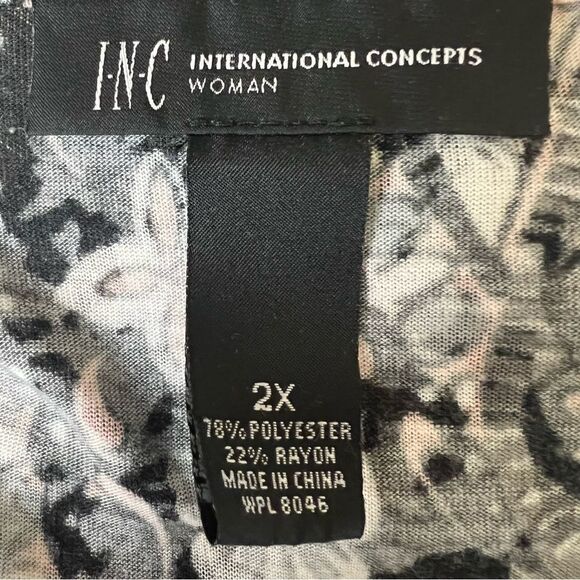 I·N·C INTERNATIONAL CONCEPTS
WOMAN
2X
78% POLYESTER
22% RAYON
MADE IN CHINA
WPL 8046